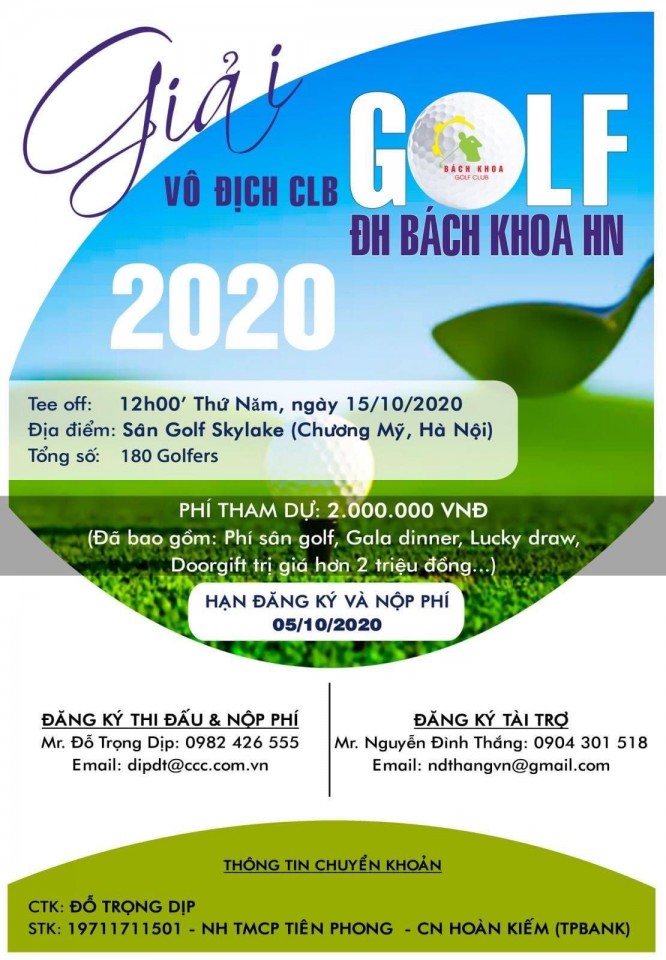 Giải
VÔ ĐỊCH CLB
GOLF
BÁCH KHOA
GOLF CLUB
ĐH BÁCH KHOA HN
2020
Tee off: 12h00’ Thứ Năm, ngày 15/10/2020
Địa điểm: Sân Golf Skylake (Chương Mỹ, Hà Nội)
Tổng số: 180 Golfers
PHÍ THAM DỰ: 2.000.000 VNĐ
(Đã bao gồm: Phí sân golf, Gala dinner, Lucky draw,
Doorgift trị giá hơn 2 triệu đồng...)
HẠN ĐĂNG KÝ VÀ NỘP PHÍ
05/10/2020
ĐĂNG KÝ THI ĐẤU & NỘP PHÍ
Mr. Đỗ Trọng Dịp: 0982 426 555
Email: dipdt@ccc.com.vn
ĐĂNG KÝ TÀI TRỢ
Mr. Nguyễn Đình Thắng: 0904 301 518
Email: ndthangvn@gmail.com
THÔNG TIN CHUYỂN KHOẢN
CTK: ĐỖ TRỌNG DỊP
STK: 19711711501 - NH TMCP TIÊN PHONG - CN HOÀN KIẾM (TPBANK)